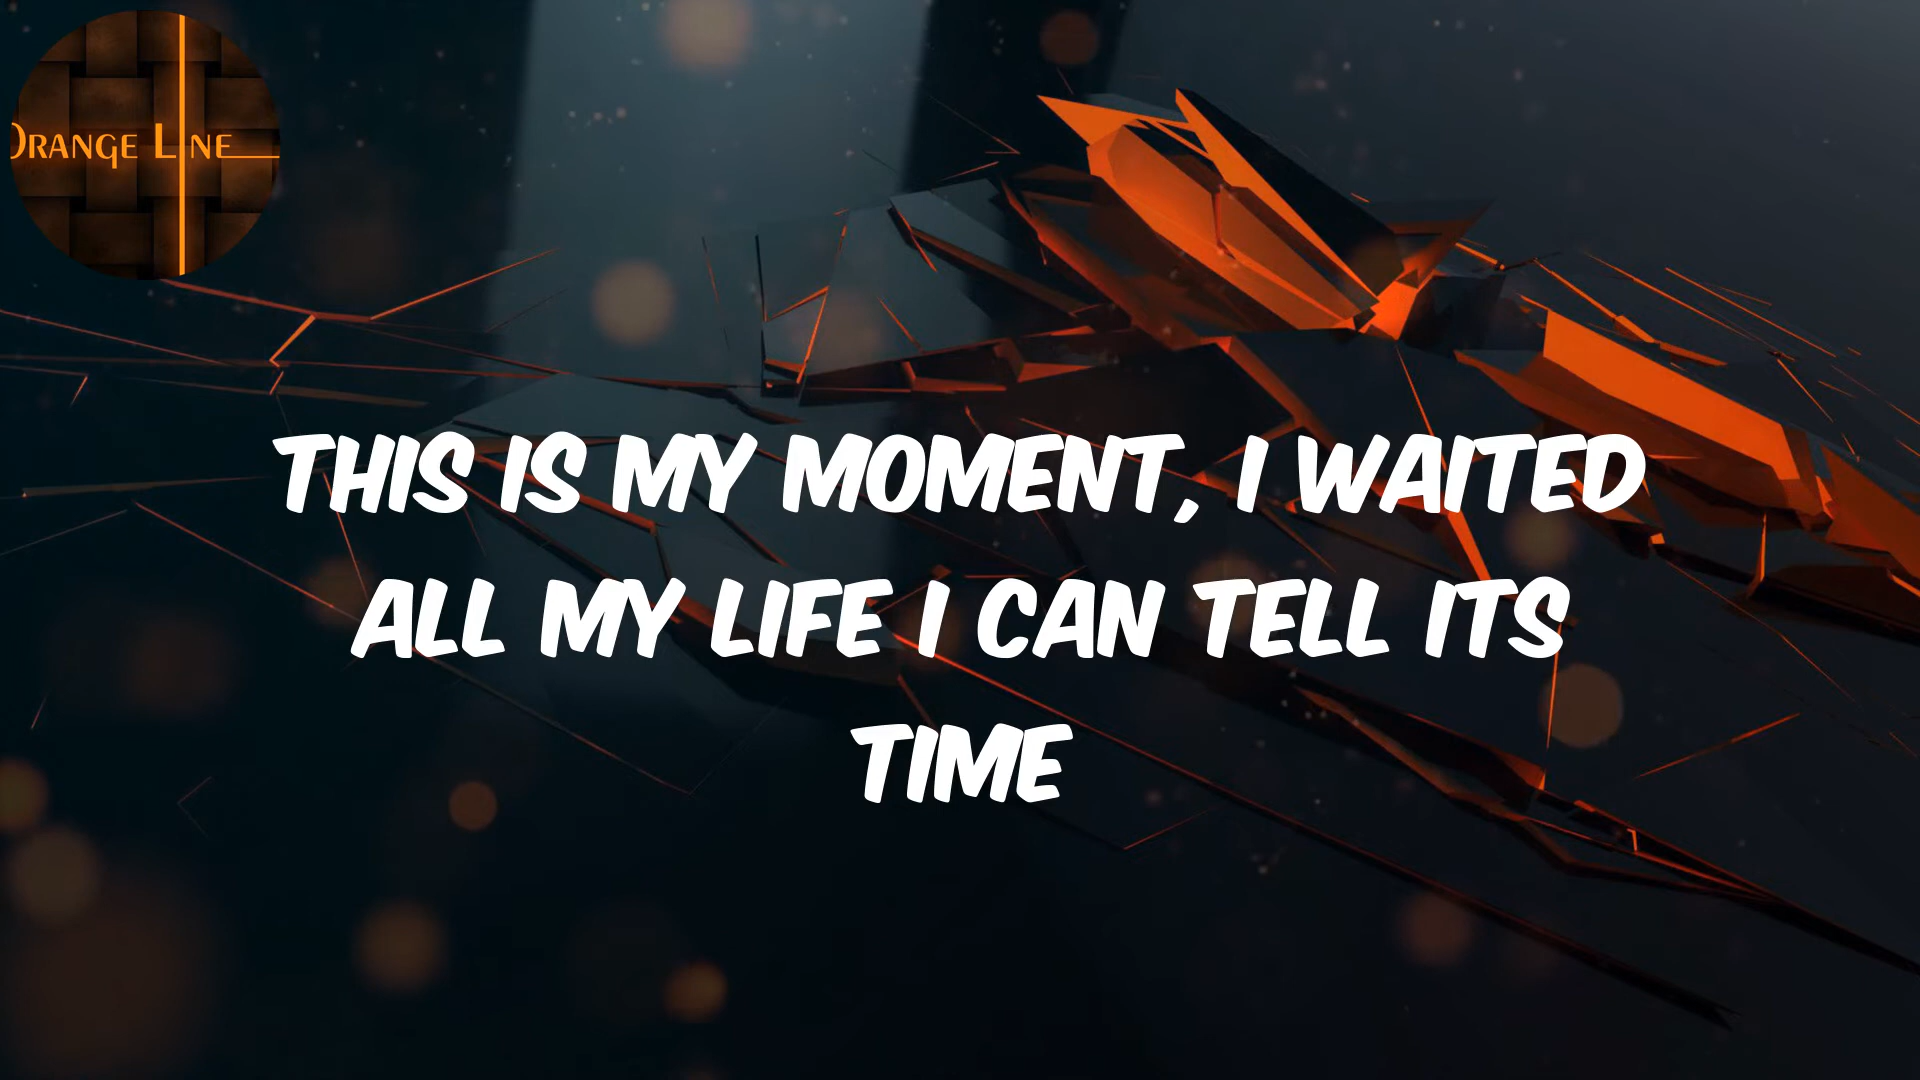 ORANGE LINE
THIS IS MY MOMENT, I WAITED
ALL MY LIFE I CAN TELL ITS
TIME